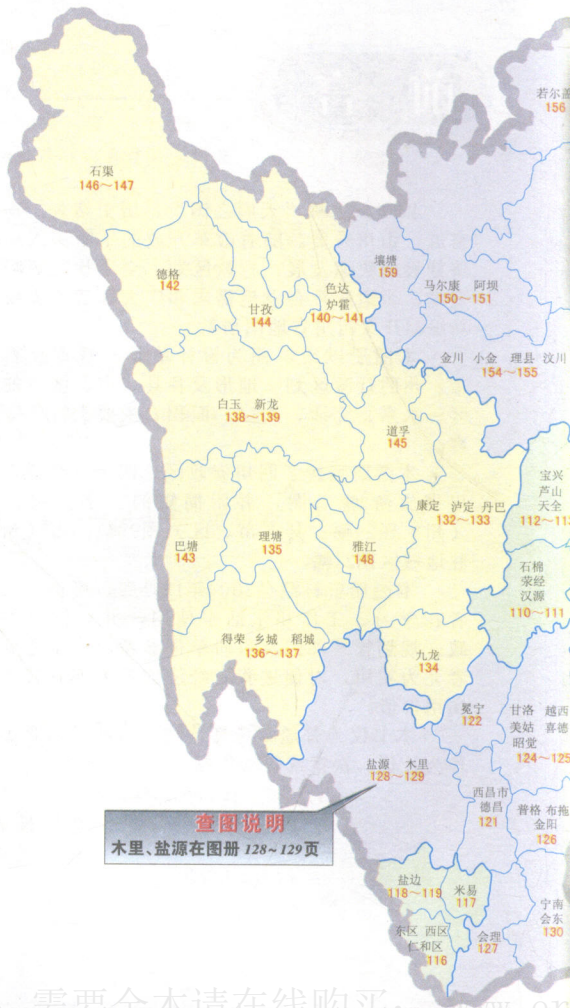 若尔盖
156
石渠
146～147
壤塘
159
德格
142
马尔康 阿坝
150～151
色达
炉霍
140～141
甘孜
144
金川 小金 理县 汶川
154～155
白玉 新龙
138～139
道孚
145
宝兴
芦山
天全
112～113
康定 泸定 丹巴
132～133
理塘
135
巴塘
143
雅江
148
石棉
荥经
汉源
110～111
得荣 乡城 稻城
136～137
九龙
134
冕宁
122
甘洛 越西
美姑 喜德
昭觉
124～125
盐源 木里
128～129
西昌市
德昌
121
普格 布拖
金阳
126
查图说明
木里、盐源在图册 128~129页
盐边
118～119
米易
117
宁南
会东
130
东区 西区
仁和区
116
会理
127
需要全本请在线购买